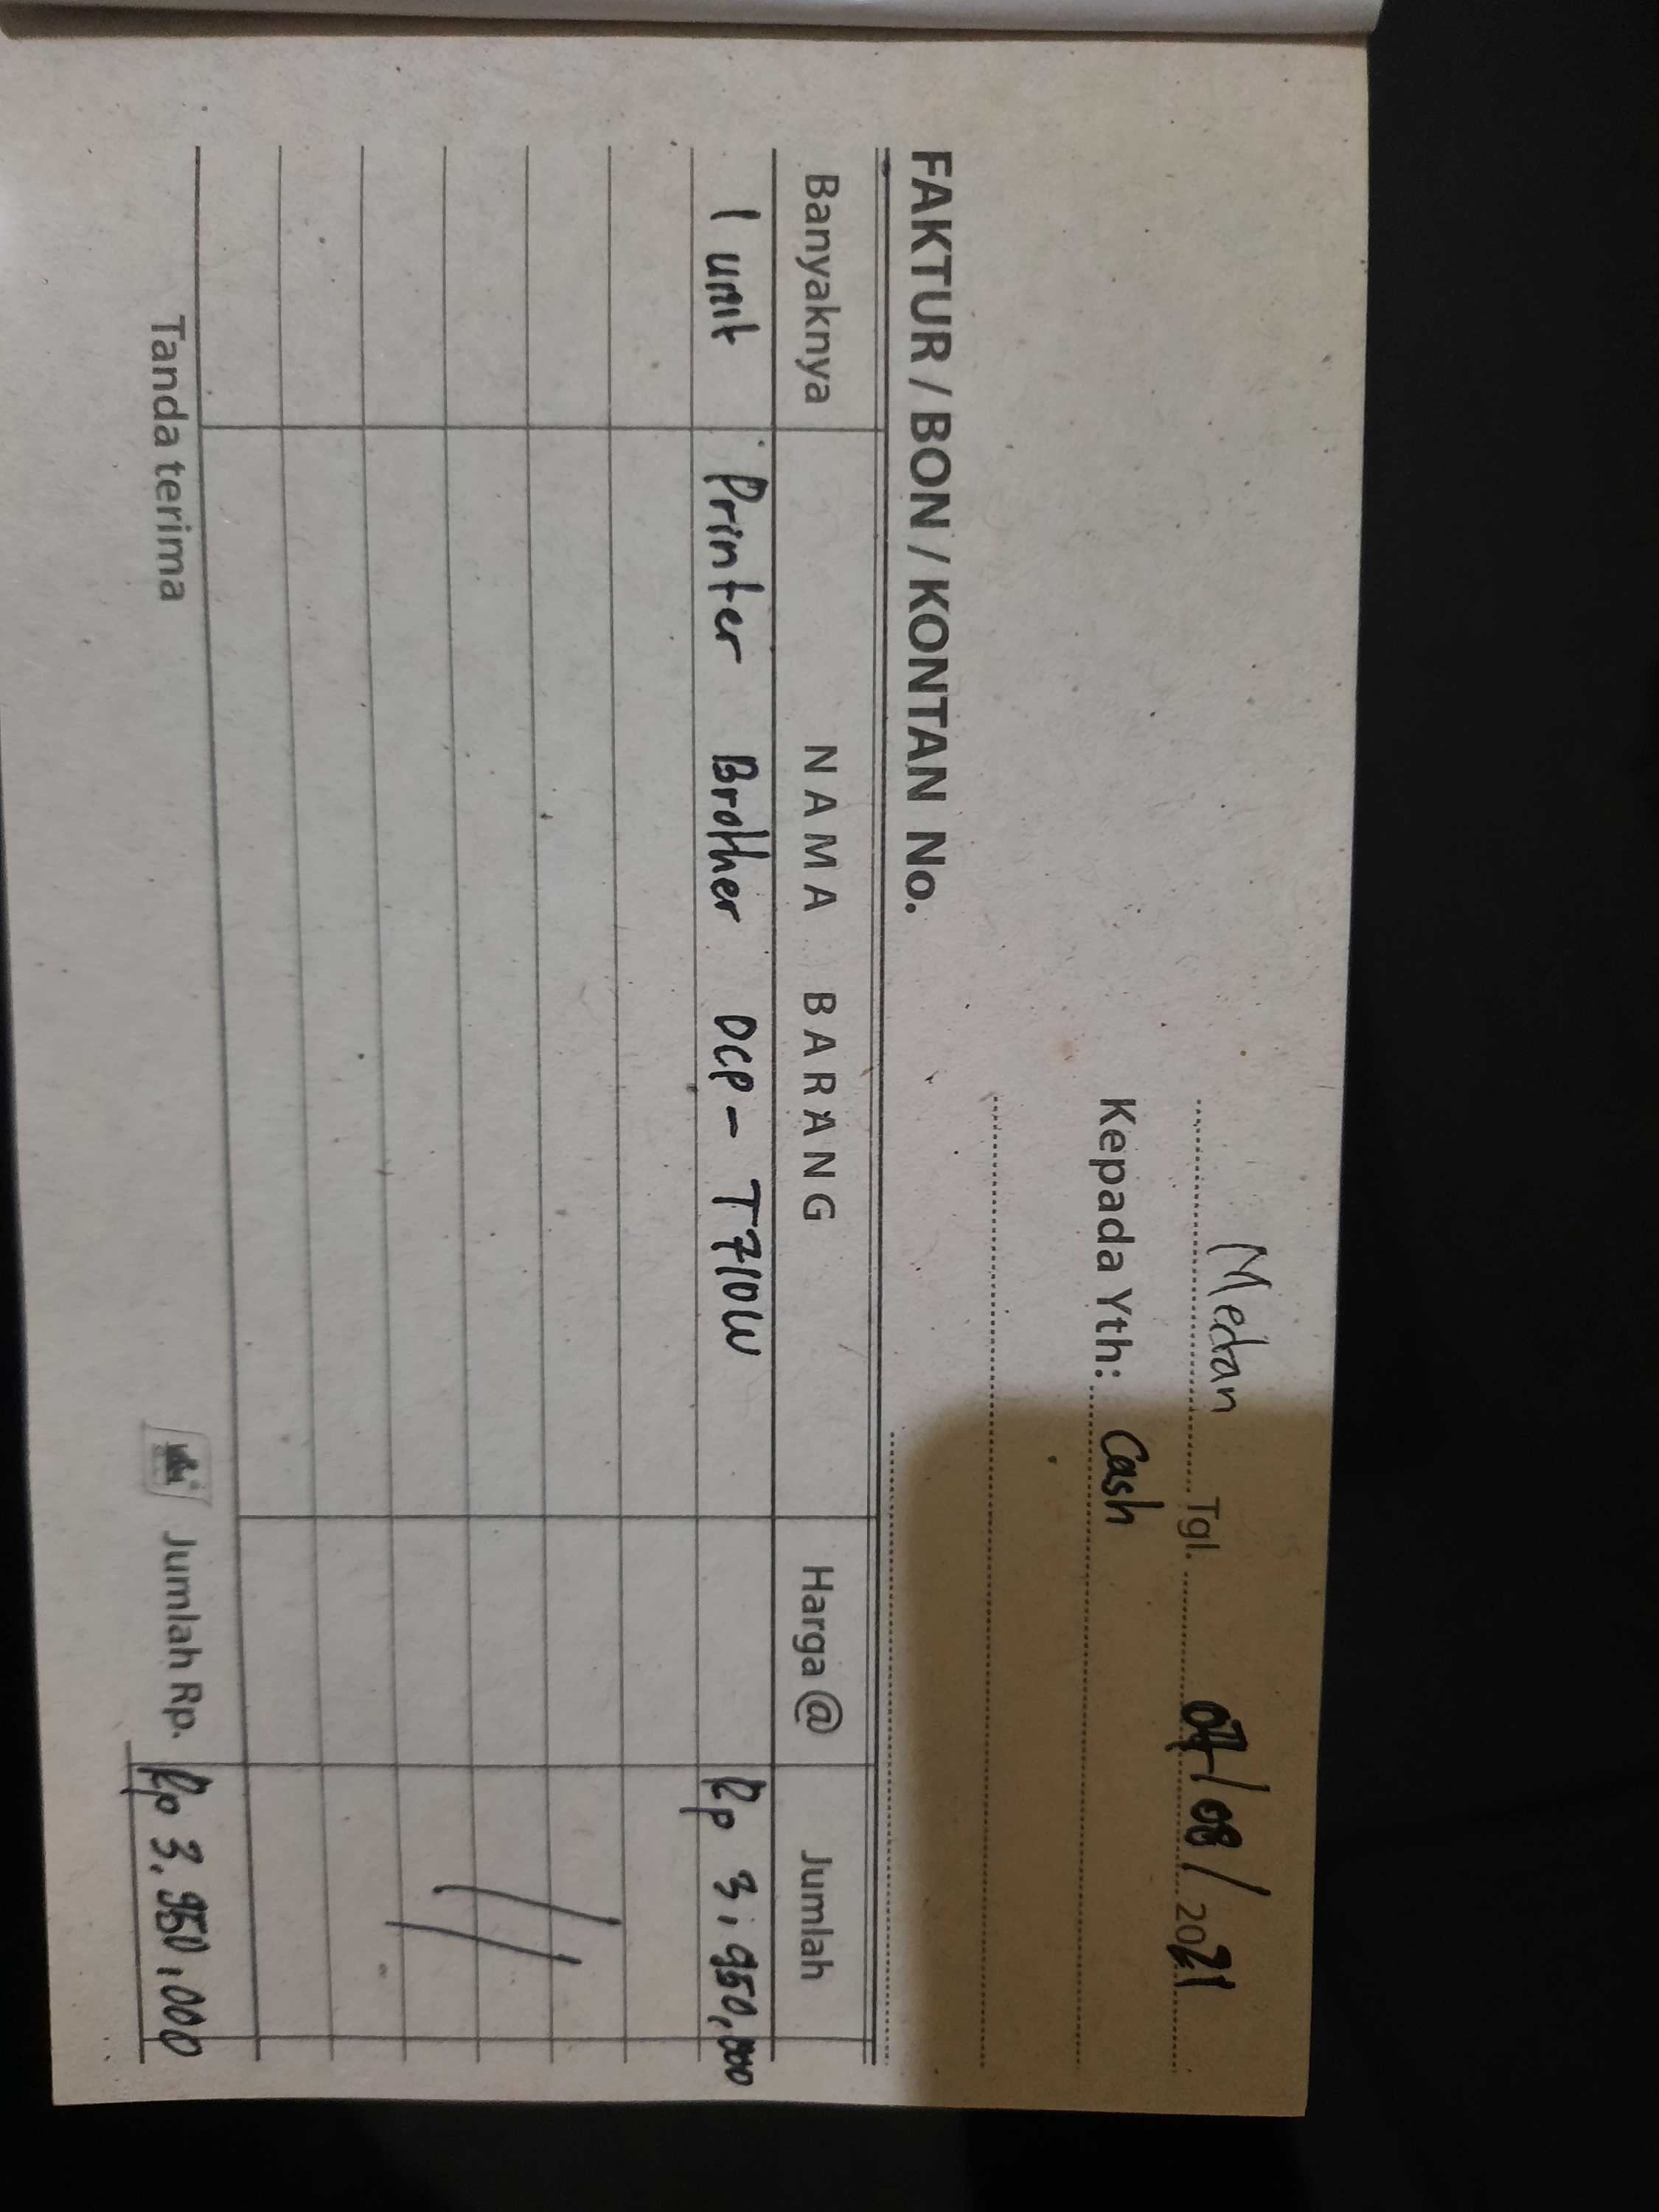 Medan Tgl. 07/08/2021
Kepada Yth: Cash
FAKTUR / BON / KONTAN No.
Banyaknya NAMA BARANG Harga @ Jumlah
1 unit Printer Brother DCP-T710W Rp 3,950,000
Tanda terima Jumlah Rp. Rp 3.950,000